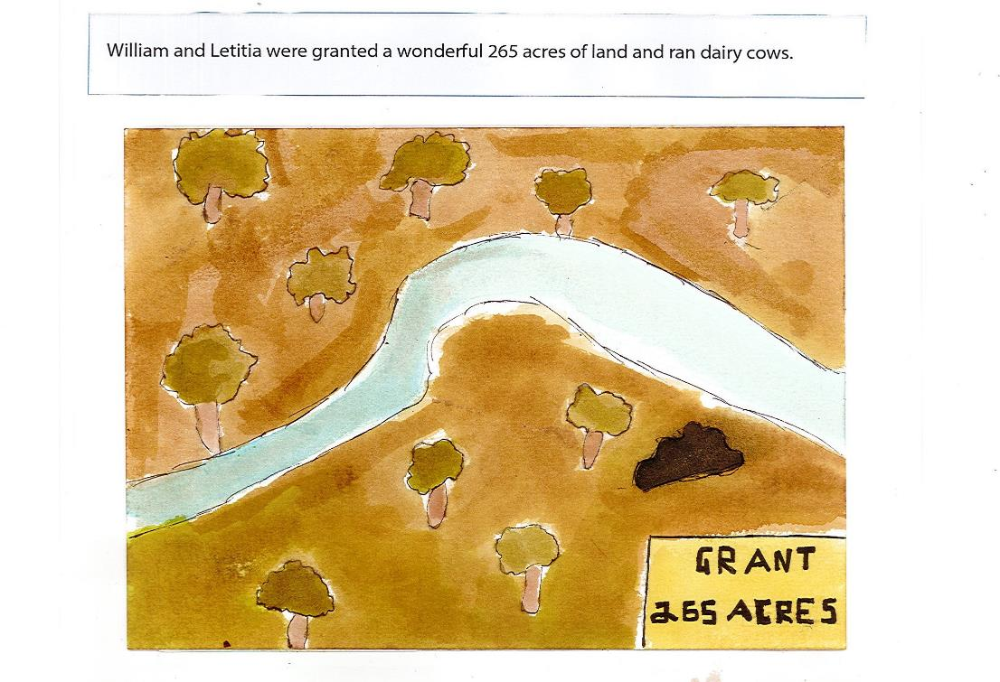 William and Letitia were granted a wonderful 265 acres of land and ran dairy cows.
GRANT
265 ACRES